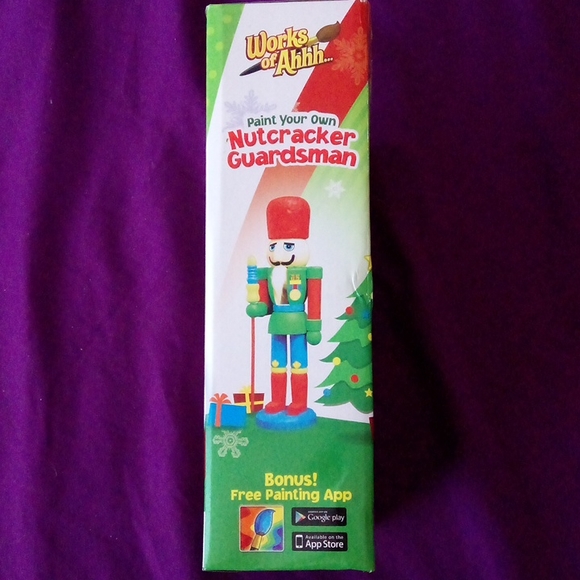 Works
of Ahhh...
Paint Your Own
Nutcracker
Guardsman
Bonus!
Free Painting App
Google play
Available on the
App Store